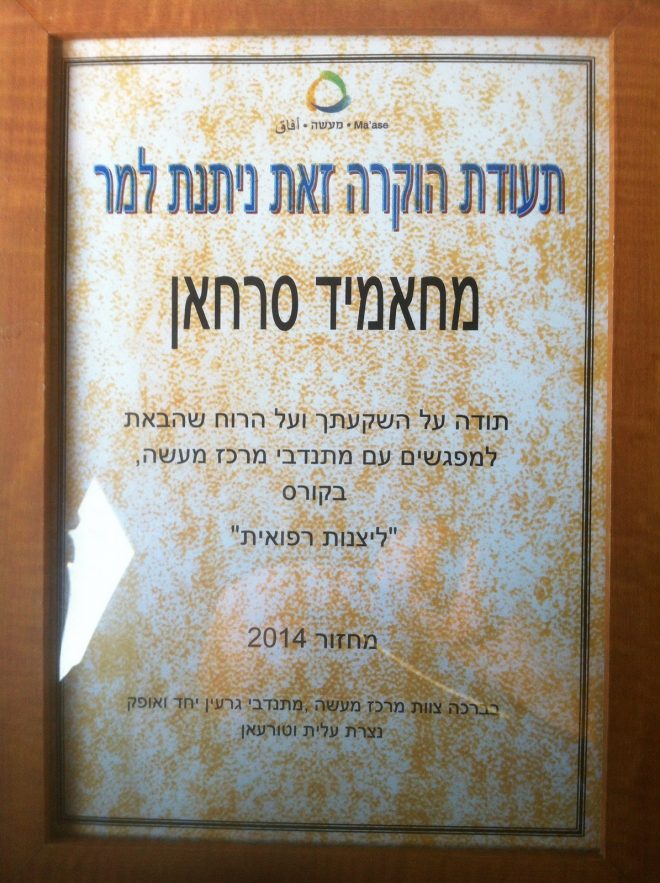 أفاق • מעשה • Ma'ase
תעודת הוקרה זאת ניתנת למר
מחאמיד סרחאן
תודה על השקעתך ועל הרוח שהבאת
למפגשים עם מתנדבי מרכז מעשה,
בקורס
"ליצנות רפואית"
מחזור 2014
בברכה צוות מרכז מעשה ,מתנדבי גרעין יחד ואופק
נצרת עלית וטורעאן